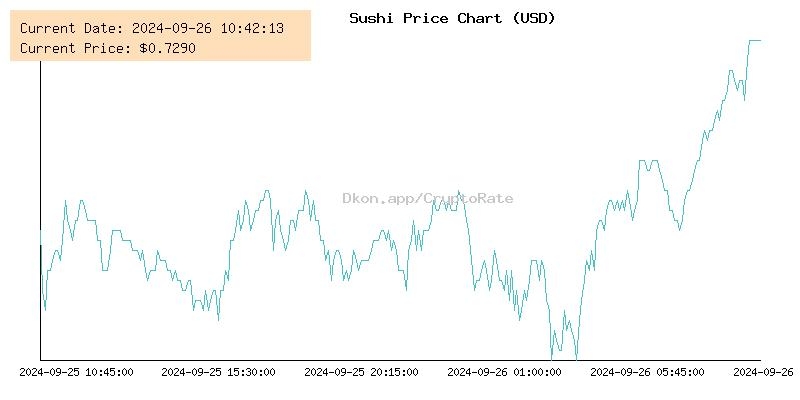 Sushi Price Chart (USD)
Current Date: 2024-09-26 10:42:13
Current Price: $0.7290
Dkon.app/CryptoRate
2024-09-25 10:45:00 2024-09-25 15:30:00 2024-09-25 20:15:00 2024-09-26 01:00:00 2024-09-26 05:45:00 2024-09-26